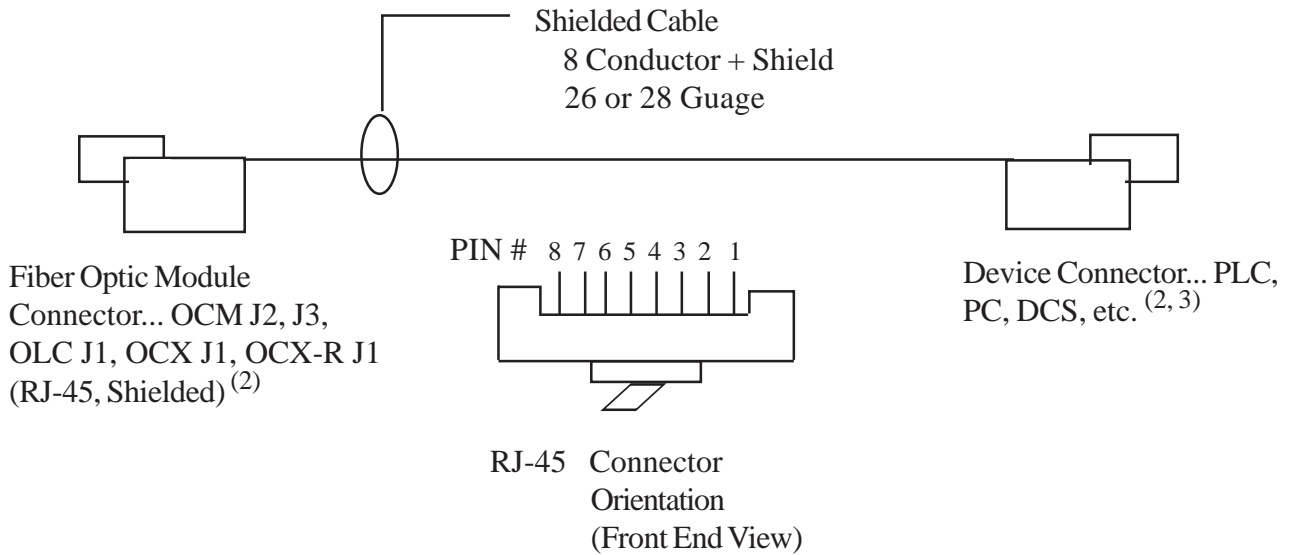 Shielded Cable
8 Conductor + Shield
26 or 28 Guage
PIN # 8 7 6 5 4 3 2 1
Fiber Optic Module
Connector... OCM J2, J3,
OLC J1, OCX J1, OCX-R J1
(RJ-45, Shielded) (2)
Device Connector... PLC,
PC, DCS, etc. (2, 3)
RJ-45 Connector
Orientation
(Front End View)